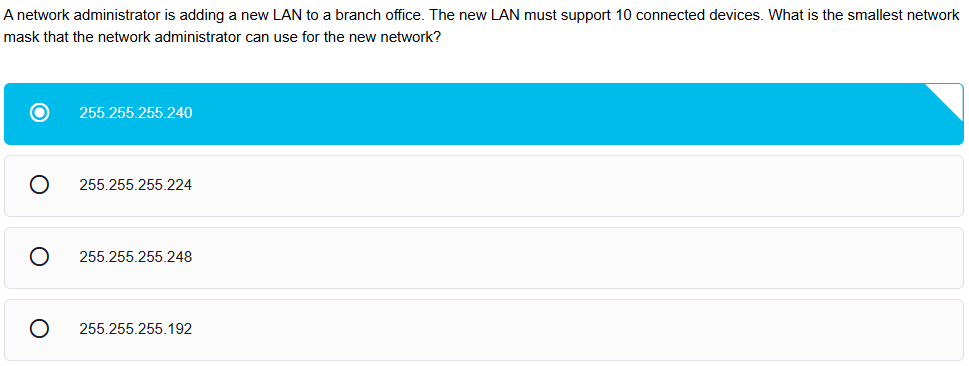 A network administrator is adding a new LAN to a branch office. The new LAN must support 10 connected devices. What is the smallest network
mask that the network administrator can use for the new network?
255.255.255.240
255.255.255.224
255.255.255.248
255.255.255.192